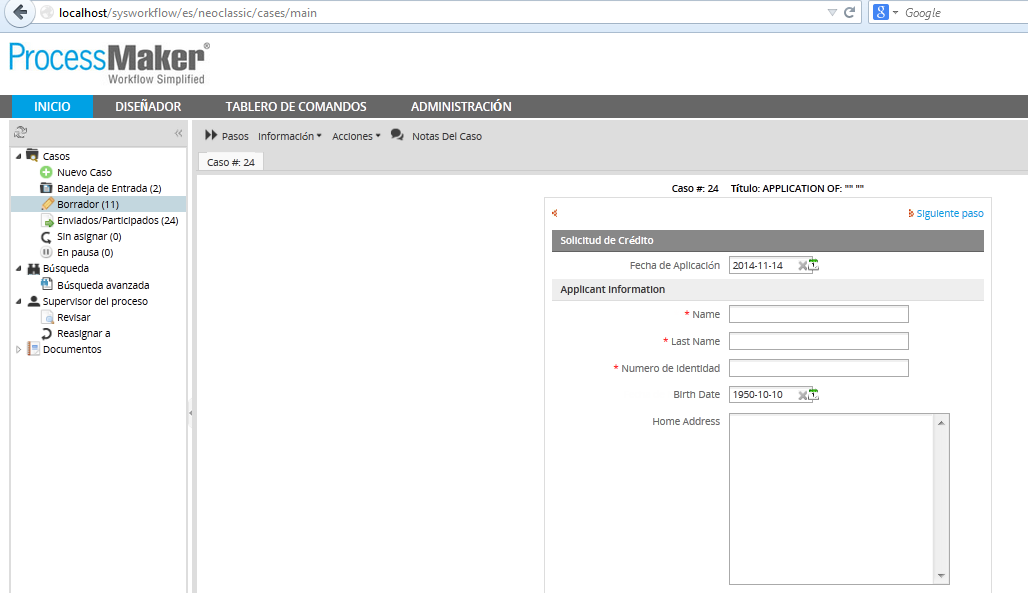 localhost/sysworkflow/es/neoclassic/cases/main
8 Google
ProcessMaker®
Workflow Simplified
INICIO DISEÑADOR TABLERO DE COMANDOS ADMINISTRACIÓN
Pasos Información Acciones Notas Del Caso
Caso #: 24
Casos
Nuevo Caso
Bandeja de Entrada (2)
Borrador (11)
Enviados/Participados (24)
Sin asignar (0)
En pausa (0)
Búsqueda
Búsqueda avanzada
Supervisor del proceso
Revisar
Reasignar a
Documentos
Caso #: 24 Título: APPLICATION OF: "" ""
Siguiente paso
Solicitud de Crédito
Fecha de Aplicación 2014-11-14
Applicant Information
* Name
* Last Name
* Numero de identidad
Birth Date 1950-10-10
Home Address